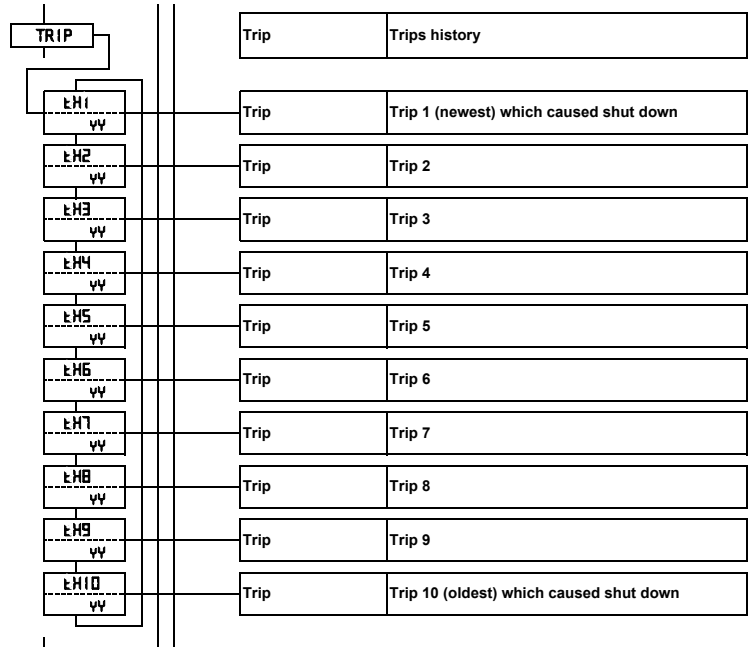 TRIP Trip Trips history
tH1
YY Trip Trip 1 (newest) which caused shut down
tH2
YY Trip Trip 2
tH3
YY Trip Trip 3
tH4
YY Trip Trip 4
tH5
YY Trip Trip 5
tH6
YY Trip Trip 6
tH7
YY Trip Trip 7
tH8
YY Trip Trip 8
tH9
YY Trip Trip 9
tH10
YY Trip Trip 10 (oldest) which caused shut down